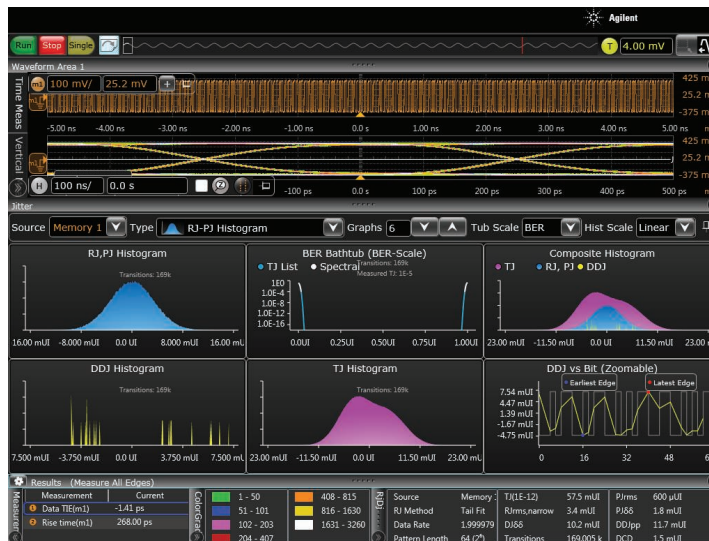 Agilent
Run Stop Single T 4.00 mV
Waveform Area 1
Time Meas
m1 100 mV/ 25.2 mV + 425 m
25.2 m
-375 m
-5.00 ns -4.00 ns -3.00 ns -2.00 ns -1.00 ns 0.0 s 1.00 ns 2.00 ns 3.00 ns 4.00 ns 5.00 ns
Vertical
425 m
25.2 m
-375 m
H 100 ns/ 0.0 s -100 ps 0.0 s 100 ps 200 ps 300 ps 400 ps 500 ps
Jitter
Source Memory 1 Type RJ-PJ Histogram Graphs 6 Tub Scale BER Hist Scale Linear
RJ,PJ Histogram
Transitions: 169k
16.00 mUI -8.000 mUI 0.0 UI 8.000 mUI 16.00 mU
BER Bathtub (BER-Scale)
TJ List Spectral Transitions: 169k
Measured TJ: 1E-5
1E0
1.0E-4
1.0E-8
1.0E-12
1.0E-16
0.0UI 0.25UI 0.50UI 0.75UI 1.0UI
Composite Histogram
TJ RJ, PJ DDJ
23.00 mUI -11.50 mUI 0.0 UI 11.50 mUI 23.00
DDJ Histogram
Transitions: 169k
7.500 mUI -3.750 mUI 0.0 UI 3.750 mUI 7.500 m
TJ Histogram
Transitions: 169k
23.00 mUI -11.50 mUI 0.0 UI 11.50 mUI 23.00 mU
DDJ vs Bit (Zoomable)
Earliest Edge Latest Edge
7.54 mUI
4.47 mUI
1.39 mUI
-1.67 mUI
-4.75 mUI
0 16 32 48 6
Results (Measure All Edges)
Measurement Current
Data TIE(m1) -1.41 ps
Rise time(m1) 268.00 ps
1 - 50 408 - 815
51 - 101 816 - 1630
102 - 203 1631 - 3260
204 - 407
RjDj
Source Memory TJ(1E-12) 57.5 mUI PJrms 600 µUI
RJ Method Tail Fit RJrms,narrow 3.4 mUI PJδδ 1.8 mUI
Data Rate 1.999979 DJδδ 10.2 mUI DDJpp 11.7 mUI
Pattern Length 64 Transitions 169.005 k DCD 1.5 mUI